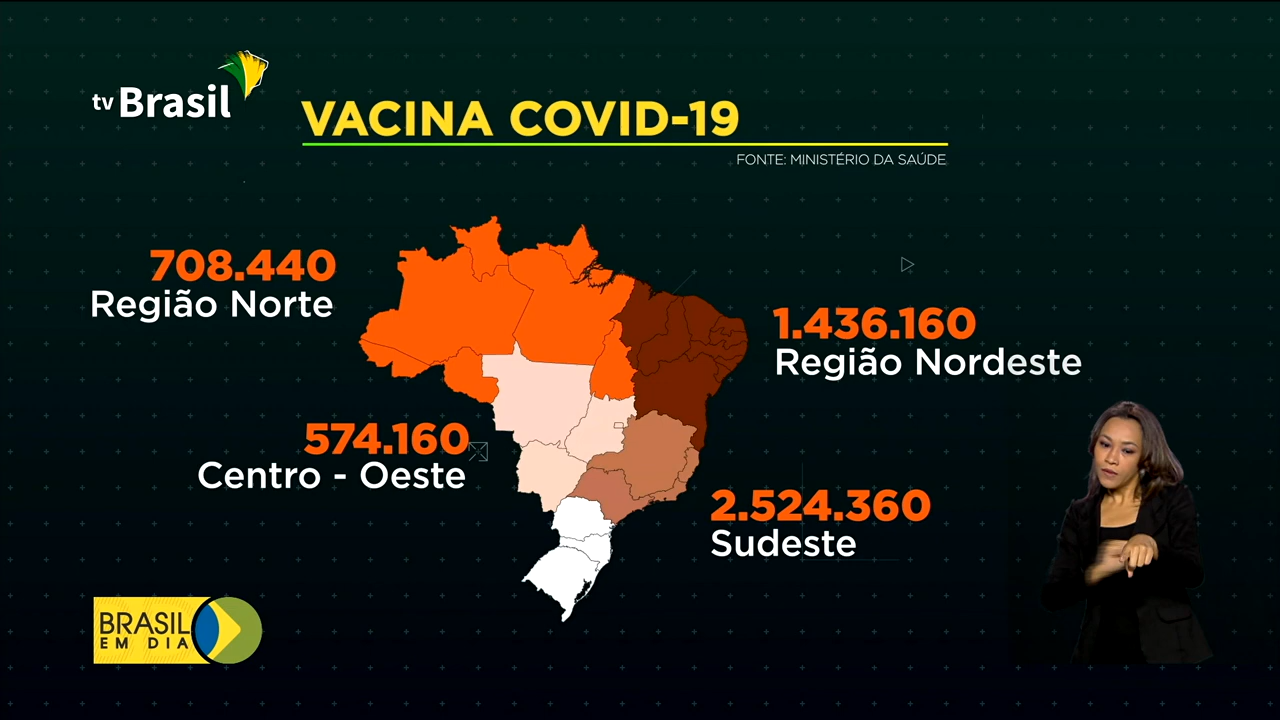 tv Brasil
VACINA COVID-19
FONTE: MINISTÉRIO DA SAÚDE
708.440
Região Norte
1.436.160
Região Nordeste
574.160
Centro - Oeste
2.524.360
Sudeste
BRASIL
EM DIA